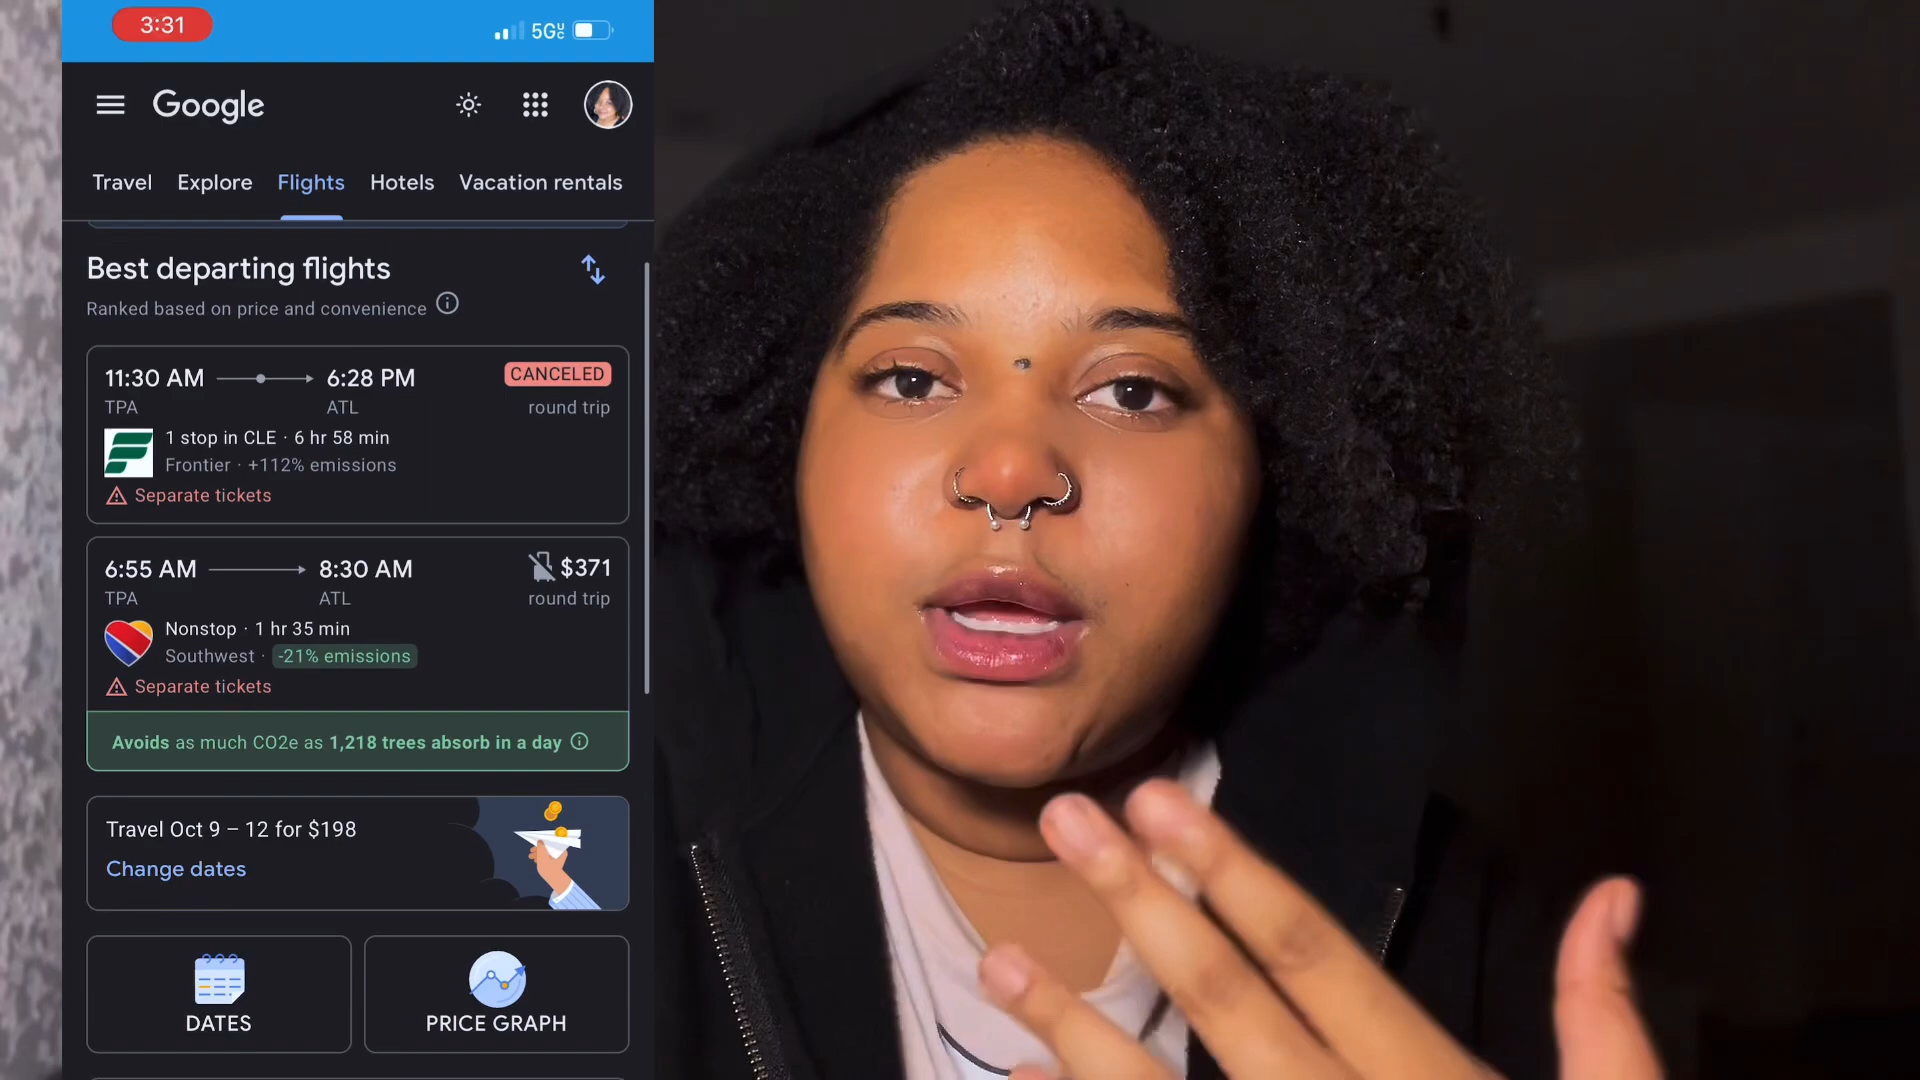 3:31
5G UC
Google
Travel Explore Flights Hotels Vacation rentals
Best departing flights
Ranked based on price and convenience
11:30 AM 6:28 PM CANCELED
TPA ATL round trip
1 stop in CLE · 6 hr 58 min
Frontier · +112% emissions
Separate tickets
6:55 AM 8:30 AM $371
TPA ATL round trip
Nonstop · 1 hr 35 min
Southwest · -21% emissions
Separate tickets
Avoids as much CO2e as 1,218 trees absorb in a day
Travel Oct 9 – 12 for $198
Change dates
DATES PRICE GRAPH